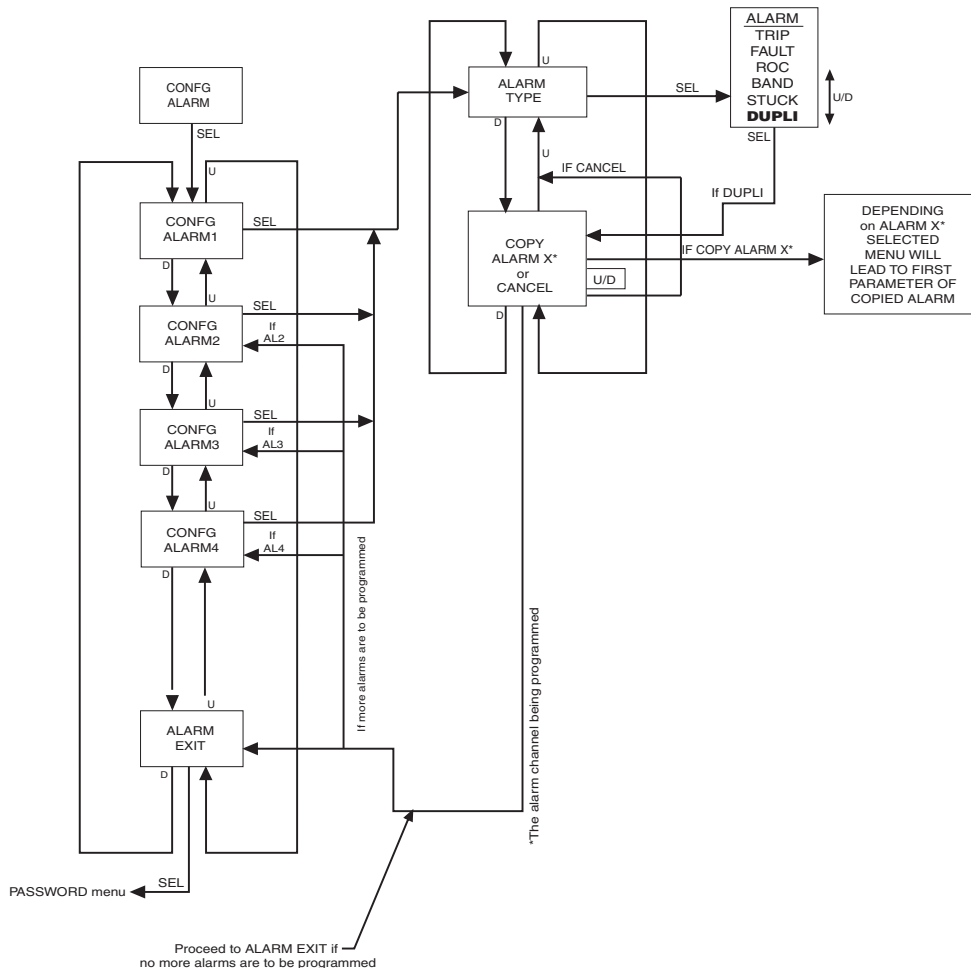 CONFG
ALARM
SEL
U
CONFG
ALARM1
SEL
D
U
CONFG
ALARM2
SEL
If
AL2
D
U
CONFG
ALARM3
SEL
If
AL3
D
U
CONFG
ALARM4
SEL
If
AL4
D
If more alarms are to be programmed
U
ALARM
EXIT
D
SEL
PASSWORD menu
Proceed to ALARM EXIT if
no more alarms are to be programmed
U
ALARM
TYPE
SEL
D
U
IF CANCEL
COPY
ALARM X*
or
CANCEL
U/D
D
IF COPY ALARM X*
*The alarm channel being programmed
ALARM
TRIP
FAULT
ROC
BAND
STUCK
DUPLI
U/D
SEL
If DUPLI
DEPENDING
on ALARM X*
SELECTED
MENU WILL
LEAD TO FIRST
PARAMETER OF
COPIED ALARM